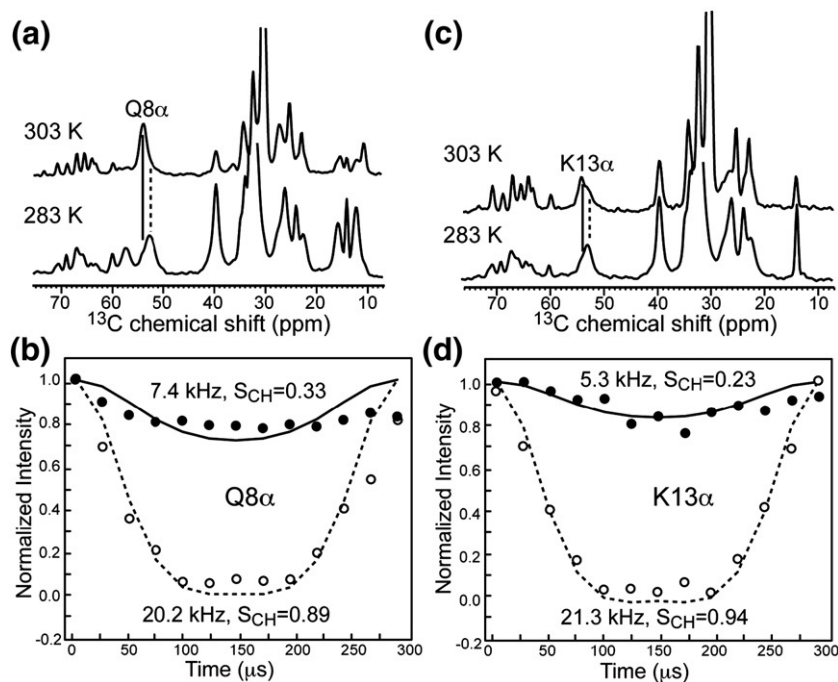 (a)
Q8α
303 K
283 K
70 60 50 40 30 20 10
¹³C chemical shift (ppm)
(c)
303 K
K13α
283 K
70 60 50 40 30 20 10
¹³C chemical shift (ppm)
(b)
Normalized Intensity
1.0
0.8
0.6
0.4
0.2
0.0
-0.2
7.4 kHz, S_CH=0.33
Q8α
20.2 kHz, S_CH=0.89
0 50 100 150 200 250 300
Time (μs)
(d)
Normalized Intensity
1.0
0.8
0.6
0.4
0.2
0.0
-0.2
5.3 kHz, S_CH=0.23
K13α
21.3 kHz, S_CH=0.94
0 50 100 150 200 250 300
Time (μs)